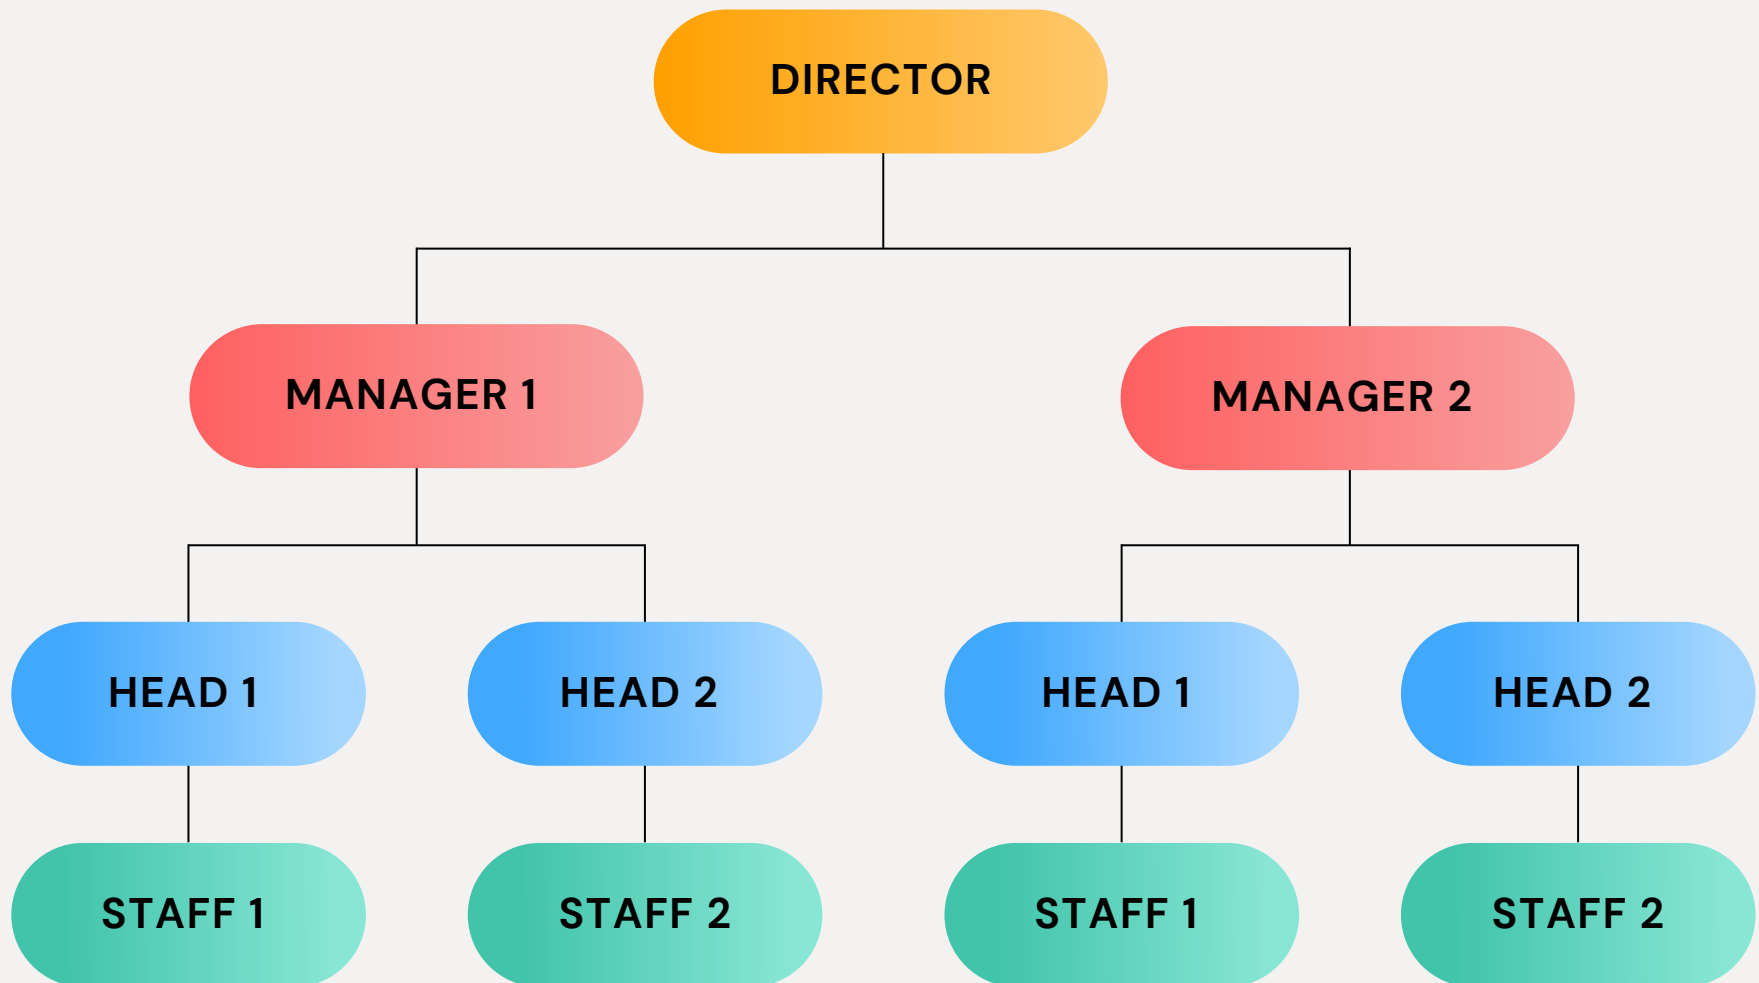 DIRECTOR
MANAGER 1
MANAGER 2
HEAD 1
HEAD 2
HEAD 1
HEAD 2
STAFF 1
STAFF 2
STAFF 1
STAFF 2